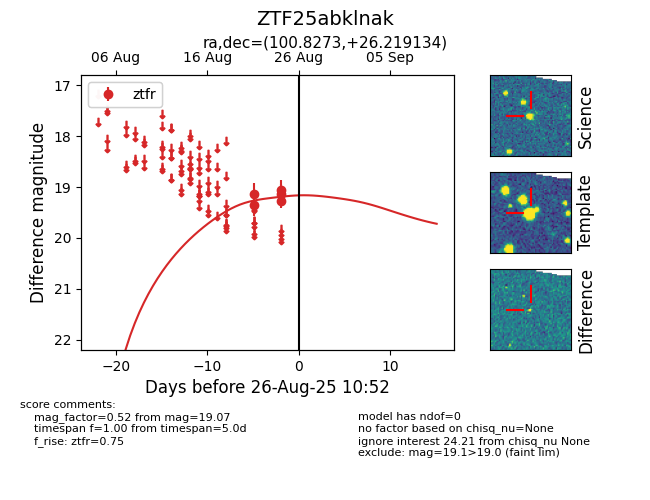 ZTF25abklnak
ra,dec=(100.8273,+26.219134)
06 Aug 16 Aug 26 Aug 05 Sep
ztfr
17
18
19
20
21
22
Difference magnitude
−20 −10 0 10
Days before 26-Aug-25 10:52
Science
Template
Difference
score comments:
mag_factor=0.52 from mag=19.07
timespan f=1.00 from timespan=5.0d
f_rise: ztfr=0.75
model has ndof=0
no factor based on chisq_nu=None
ignore interest 24.21 from chisq_nu None
exclude: mag=19.1>19.0 (faint lim)